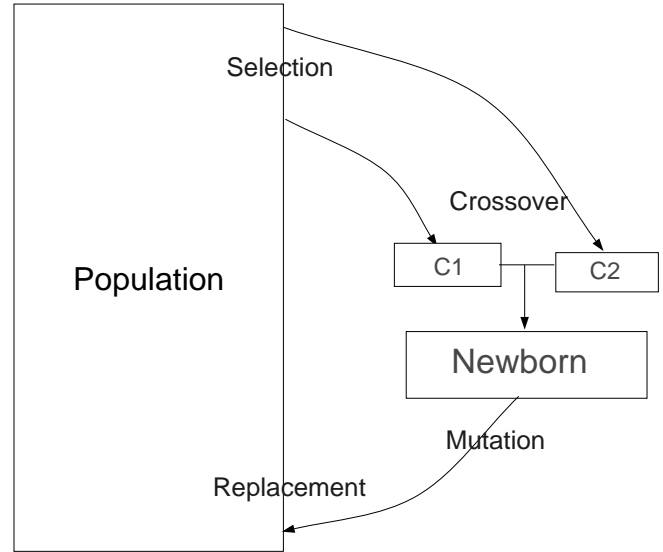 Selection
Crossover
C1
C2
Population
Newborn
Mutation
Replacement